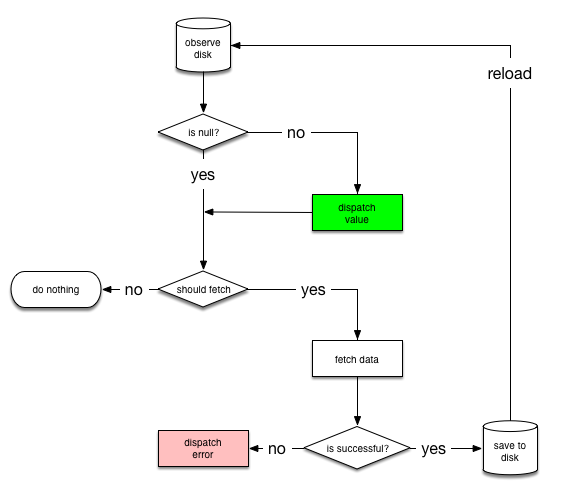 observe
disk
reload
is null?
no
yes
dispatch
value
do nothing
no
should fetch
yes
fetch data
dispatch
error
no
is successful?
yes
save to
disk